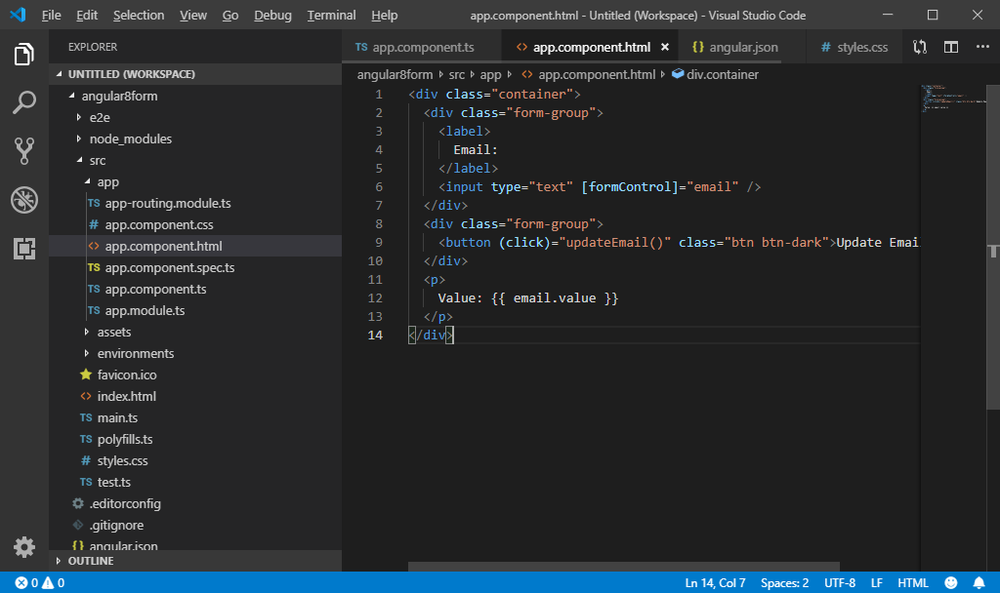 File Edit Selection View Go Debug Terminal Help app.component.html - Untitled (Workspace) - Visual Studio Code
EXPLORER
TS app.component.ts <> app.component.html × {} angular.json # styles.css
UNTITLED (WORKSPACE)
angular8form
e2e
node_modules
src
app
TS app-routing.module.ts
# app.component.css
<> app.component.html
TS app.component.spec.ts
TS app.component.ts
TS app.module.ts
assets
environments
favicon.ico
<> index.html
TS main.ts
TS polyfills.ts
# styles.css
TS test.ts
.editorconfig
.gitignore
{} angular.json
OUTLINE
angular8form src app <> app.component.html div.container
1 <div class="container">
2 <div class="form-group">
3 <label>
4 Email:
5 </label>
6 <input type="text" [formControl]="email" />
7 </div>
8 <div class="form-group">
9 <button (click)="updateEmail()" class="btn btn-dark">Update Emai
10 </div>
11 <p>
12 Value: {{ email.value }}
13 </p>
14 </div>
0 0 Ln 14, Col 7 Spaces: 2 UTF-8 LF HTML